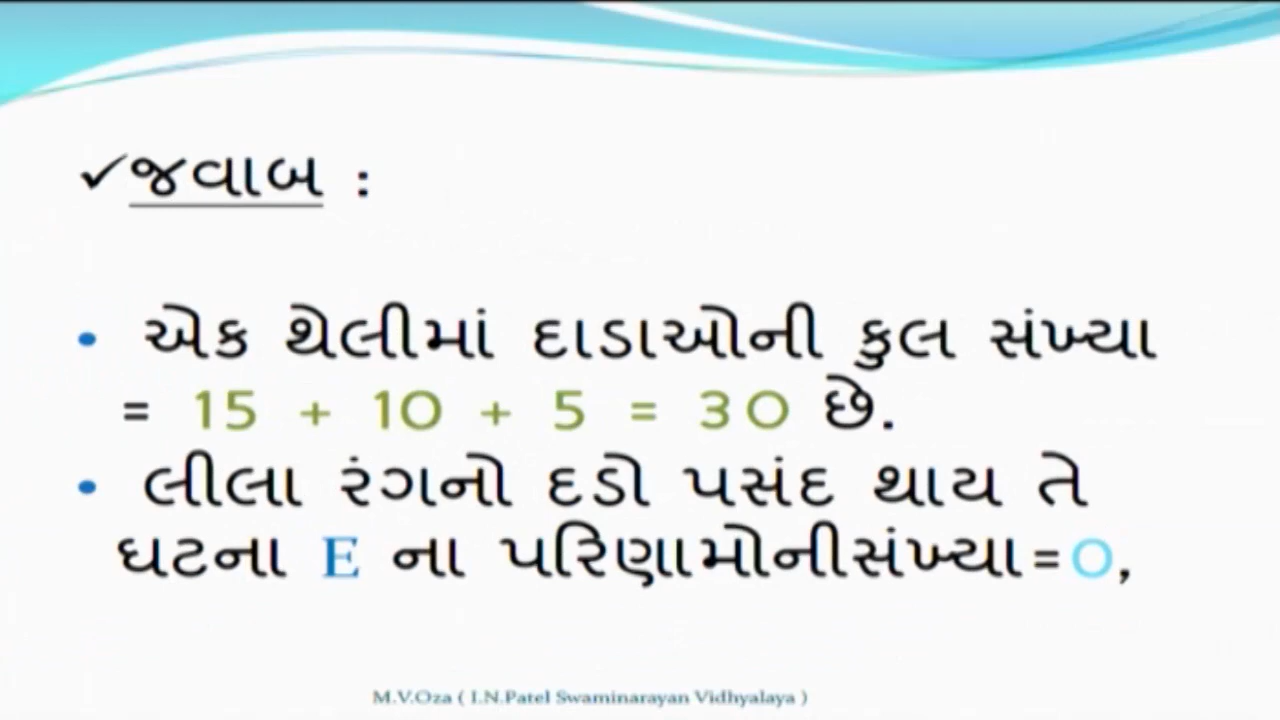 ✓જવાબ :
• એક થેલીમાં દાડાઓની કુલ સંખ્યા
= 15 + 10 + 5 = 30 છે.
• લીલા રંગનો દડો પસંદ થાય તે
ઘટના E ના પરિણામોનીસંખ્યા=0,
M.V.Oza ( I.N.Patel Swaminarayan Vidhyalaya )